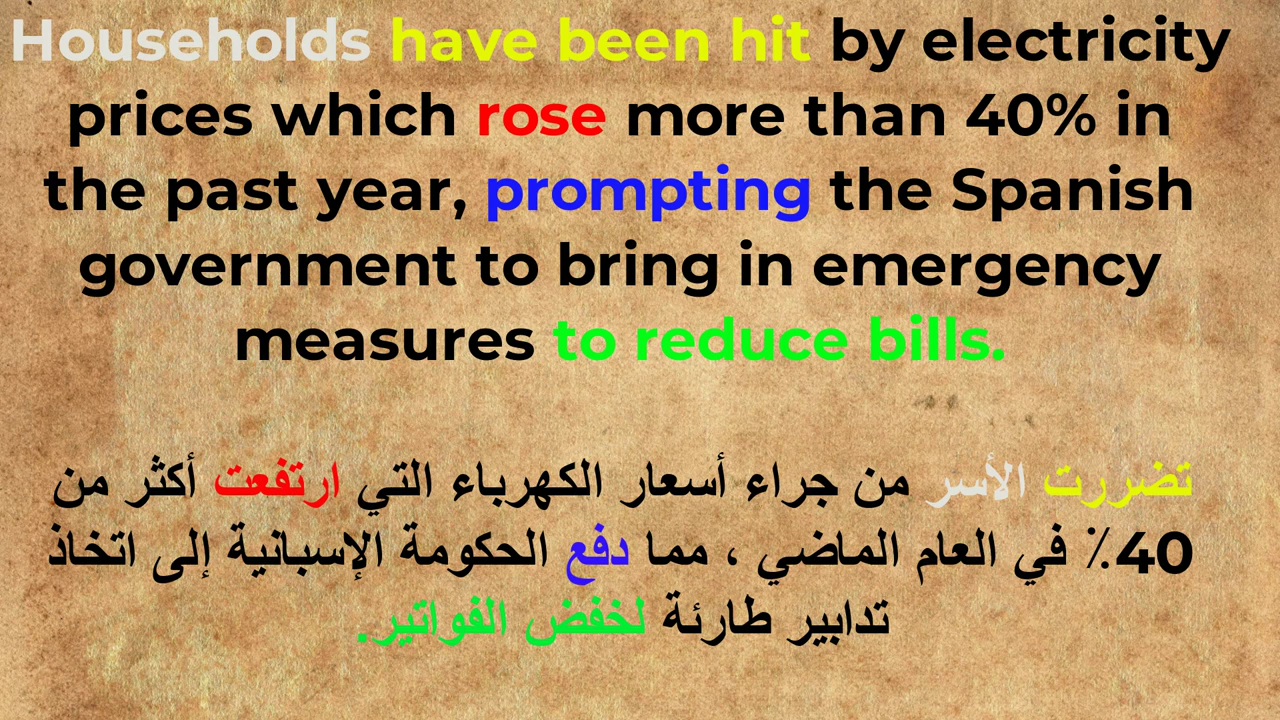 Households have been hit by electricity
prices which rose more than 40% in
the past year, prompting the Spanish
government to bring in emergency
measures to reduce bills.
تضررت الأسر من جراء أسعار الكهرباء التي ارتفعت أكثر من
40٪ في العام الماضي ، مما دفع الحكومة الإسبانية إلى اتخاذ
تدابير طارئة لخفض الفواتير.